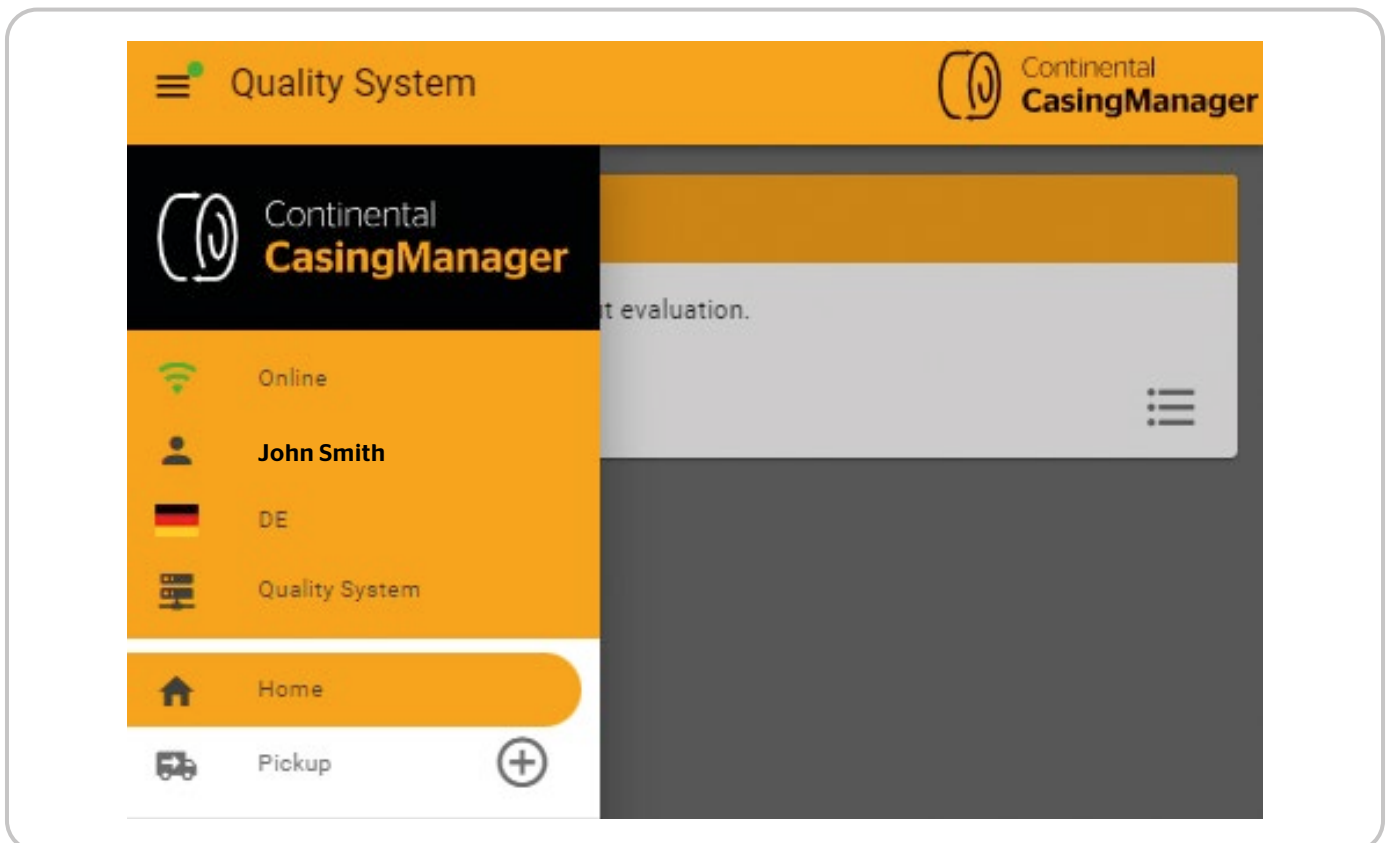 Quality System
Continental
CasingManager
Continental
CasingManager
evaluation.
Online
John Smith
DE
Quality System
Home
Pickup